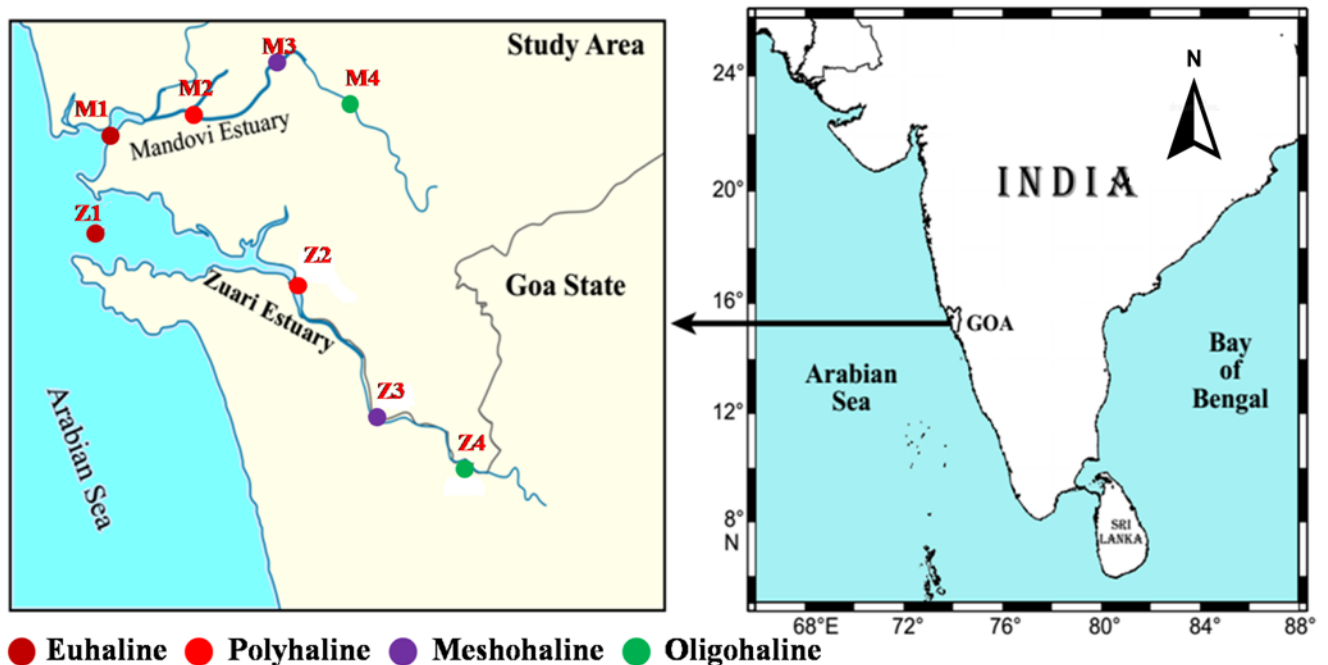 Study Area
M3
M4
M2
M1
Mandovi Estuary
Z1
Z2
Goa State
Zuari Estuary
Z3
Z4
Arabian Sea
N
INDIA
GOA
Arabian
Sea
Bay
of
Bengal
SRI
LANKA
24°
20°
16°
12°
8°
N
68°E 72° 76° 80° 84° 88°
Euhaline Polyhaline Meshohaline Oligohaline